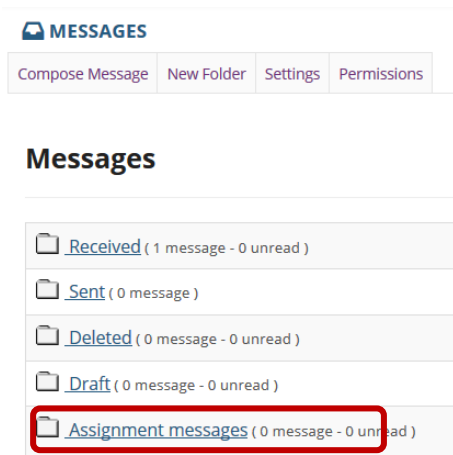 MESSAGES
Compose Message New Folder Settings Permissions
Messages
Received ( 1 message - 0 unread )
Sent ( 0 message )
Deleted ( 0 message - 0 unread )
Draft ( 0 message - 0 unread )
Assignment messages ( 0 message - 0 unread )